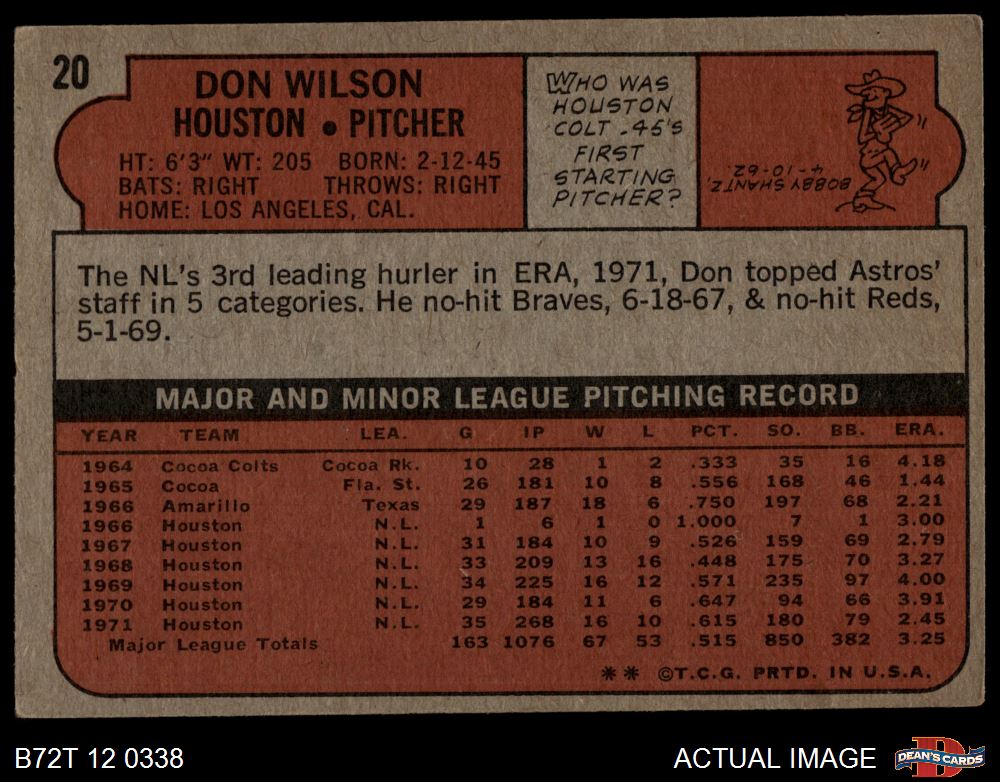 20
DON WILSON
HOUSTON • PITCHER
HT: 6'3" WT: 205 BORN: 2-12-45
BATS: RIGHT THROWS: RIGHT
HOME: LOS ANGELES, CAL.
WHO WAS
HOUSTON
COLT .45'S
FIRST
STARTING
PITCHER?
BOBBY SHANTZ,
4-10-62.
The NL's 3rd leading hurler in ERA, 1971, Don topped Astros'
staff in 5 categories. He no-hit Braves, 6-18-67, & no-hit Reds,
5-1-69.
MAJOR AND MINOR LEAGUE PITCHING RECORD
YEAR TEAM LEA. G IP W L PCT. SO. BB. ERA.
1964 Cocoa Colts Cocoa Rk. 10 28 1 2 .333 35 16 4.18
1965 Cocoa Fla. St. 26 181 10 8 .556 168 46 1.44
1966 Amarillo Texas 29 187 18 6 .750 197 68 2.21
1966 Houston N.L. 1 6 1 0 1.000 7 1 3.00
1967 Houston N.L. 31 184 10 9 .526 159 69 2.79
1968 Houston N.L. 33 209 13 16 .448 175 70 3.27
1969 Houston N.L. 34 225 16 12 .571 235 97 4.00
1970 Houston N.L. 29 184 11 6 .647 94 66 3.91
1971 Houston N.L. 35 268 16 10 .615 180 79 2.45
Major League Totals 163 1076 67 53 .515 850 382 3.25
** ©T.C.G. PRTD. IN U.S.A.
B72T 12 0338
ACTUAL IMAGE
D
DEAN'S CARDS